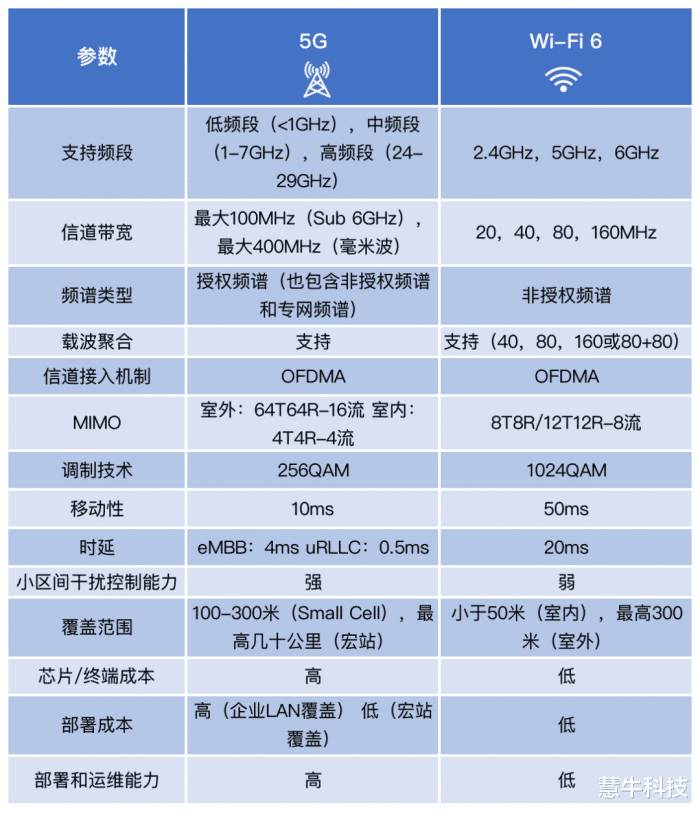 参数
5G
Wi-Fi 6
支持频段
低频段（<1GHz），中频段
（1-7GHz），高频段（24-
29GHz）
2.4GHz，5GHz，6GHz
信道带宽
最大100MHz（Sub 6GHz），
最大400MHz（毫米波）
20，40，80，160MHz
频谱类型
授权频谱（也包含非授权频谱
和专网频谱）
非授权频谱
载波聚合
支持
支持（40，80，160或80+80）
信道接入机制
OFDMA
OFDMA
MIMO
室外：64T64R-16流 室内：
4T4R-4流
8T8R/12T12R-8流
调制技术
256QAM
1024QAM
移动性
10ms
50ms
时延
eMBB：4ms uRLLC：0.5ms
20ms
小区间干扰控制能力
强
弱
覆盖范围
100-300米（Small Cell），最
高几十公里（宏站）
小于50米（室内），最高300
米（室外）
芯片/终端成本
高
低
部署成本
高（企业LAN覆盖） 低（宏站
覆盖）
低
部署和运维能力
高
低
慧牛科技